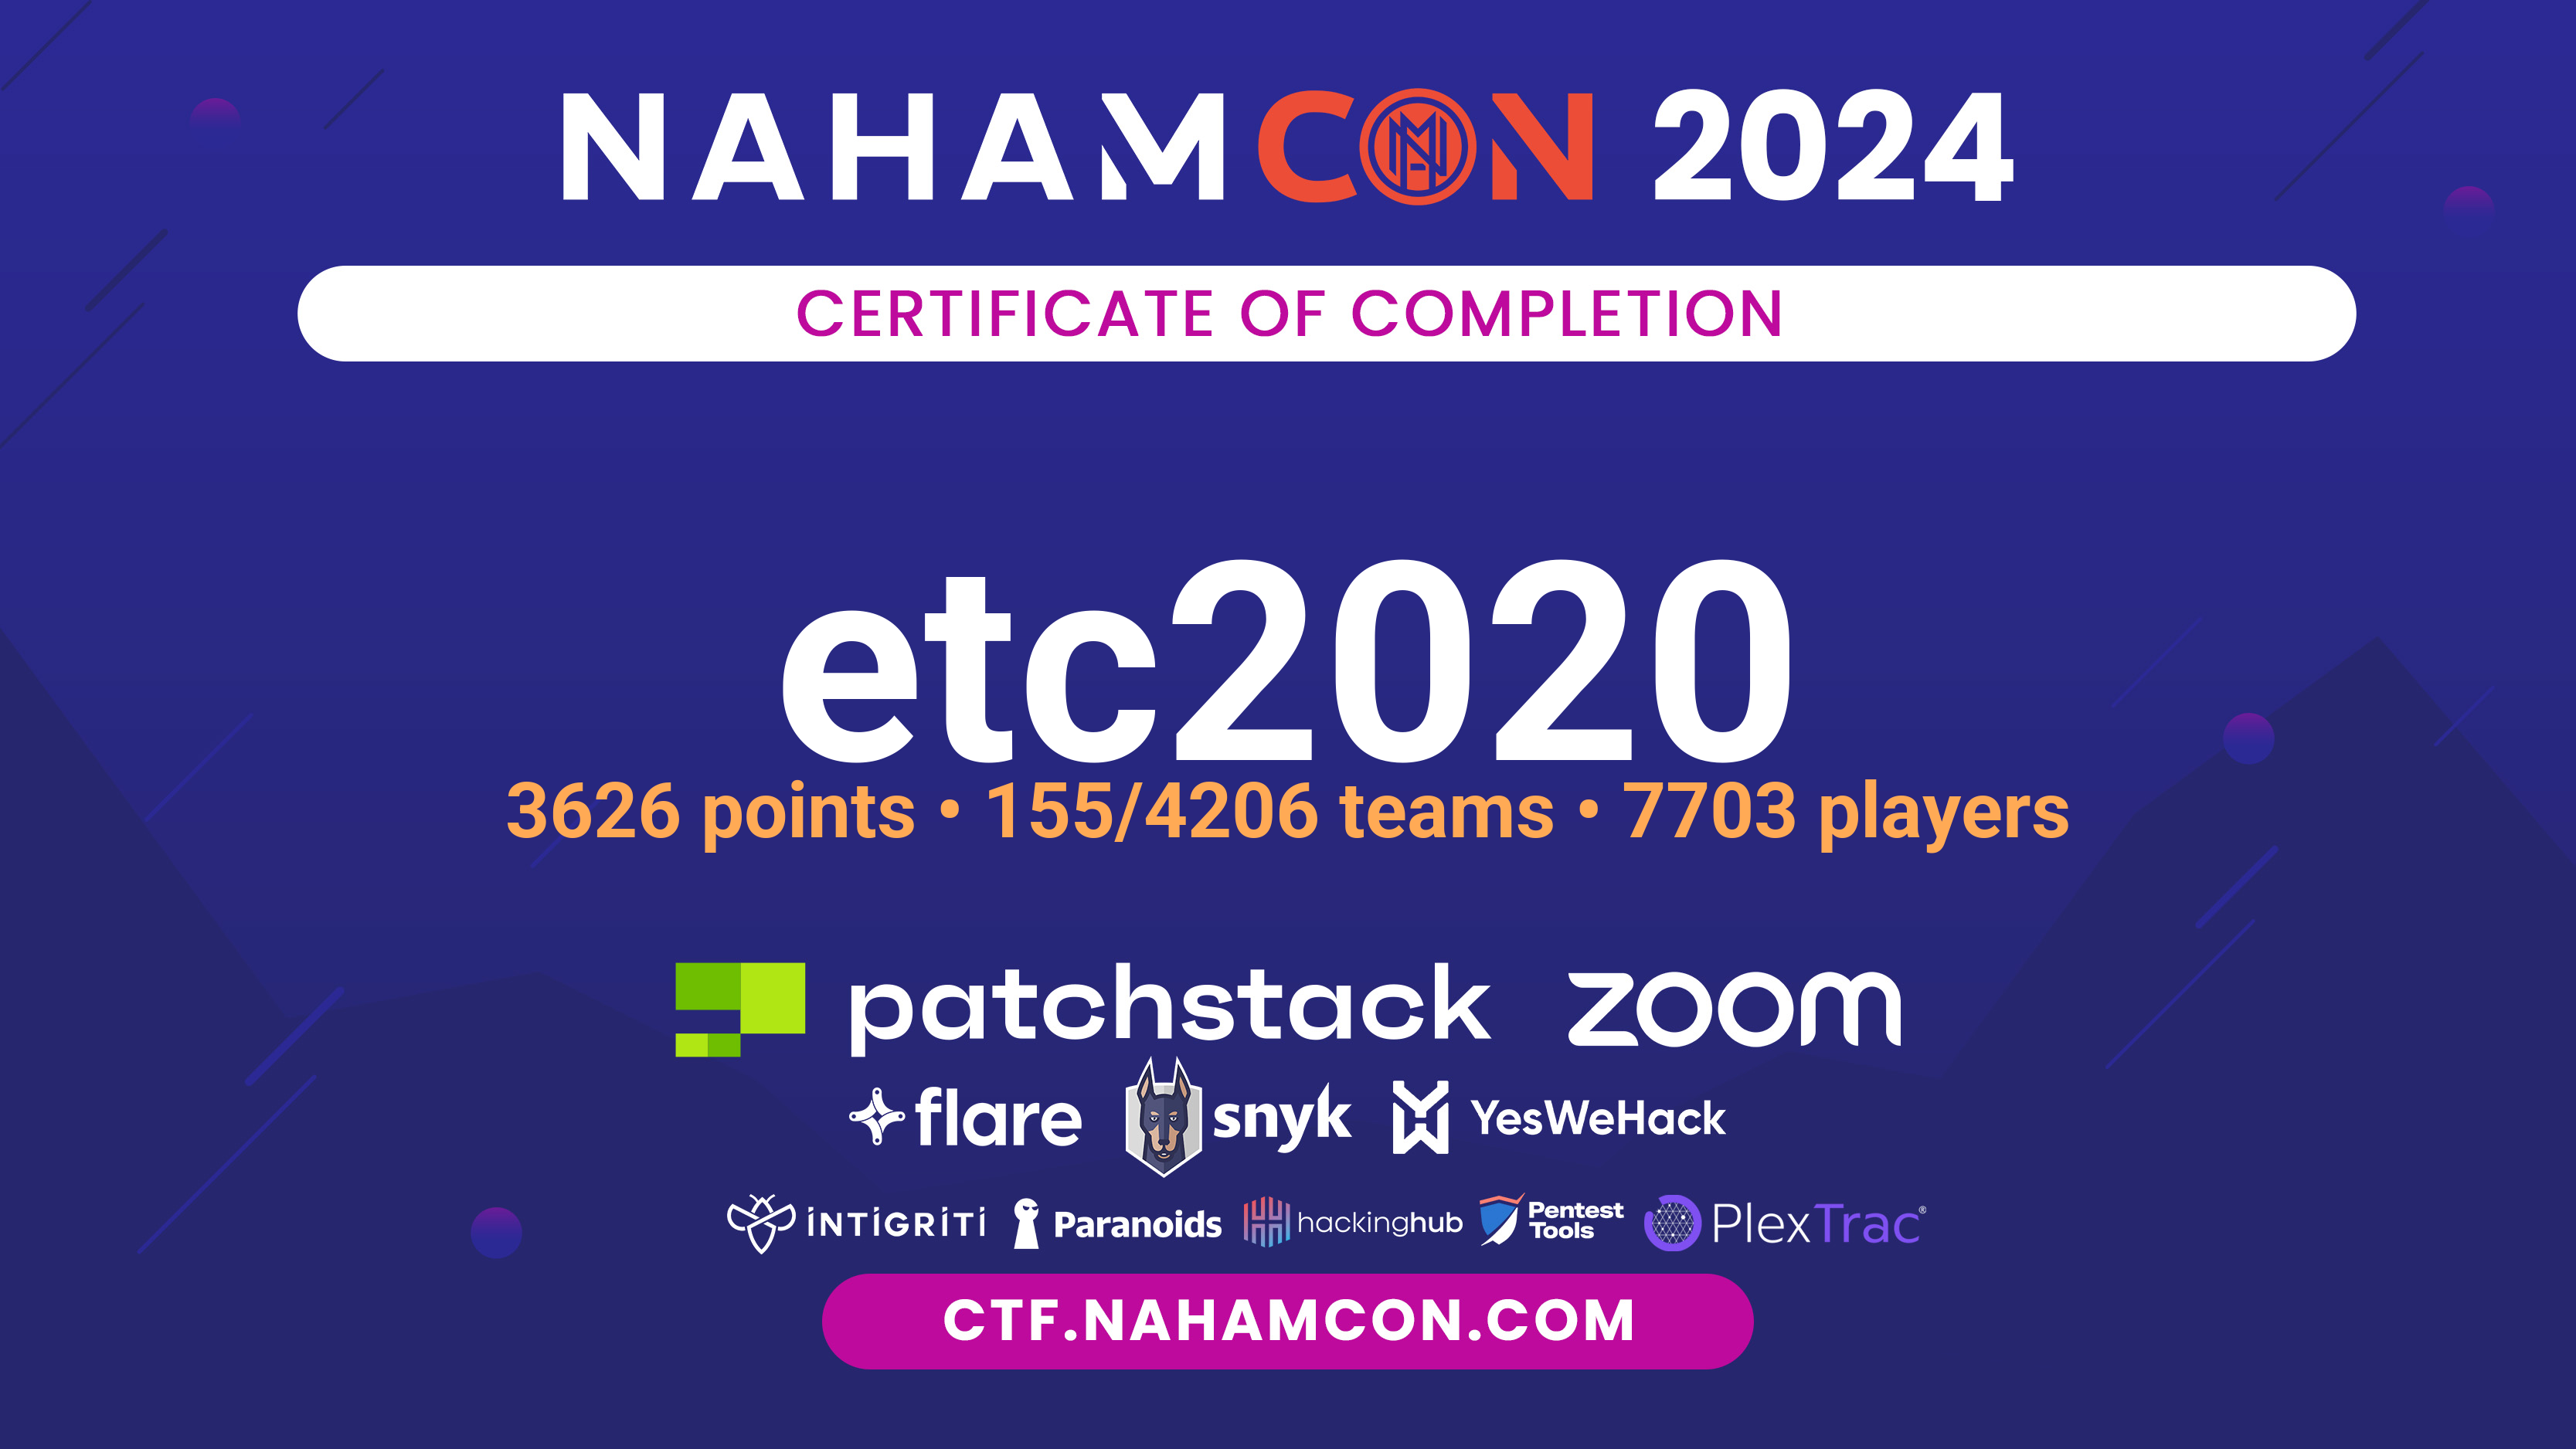 NAHAMCON 2024
CERTIFICATE OF COMPLETION
etc2020
3626 points • 155/4206 teams • 7703 players
patchstack zoom
flare snyk YesWeHack
INTIGRITI Paranoids hackinghub Pentest Tools PlexTrac®
CTF.NAHAMCON.COM